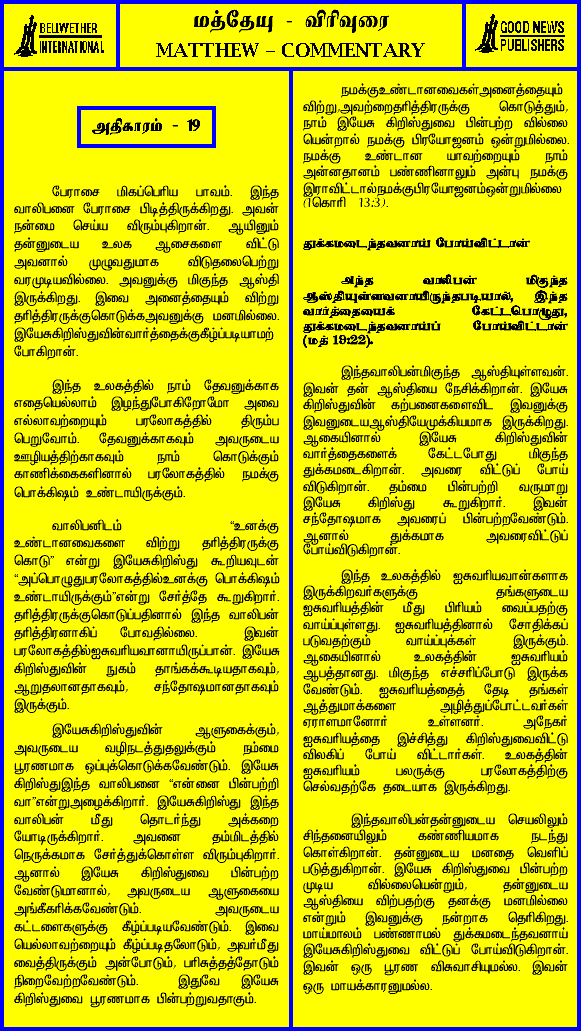 BELLWETHER
INTERNATIONAL
மத்தேயு - விரிவுரை
MATTHEW – COMMENTARY
GOOD NEWS
PUBLISHERS
அதிகாரம் - 19
பேராசை மிகப்பெரிய பாவம். இந்த
வாலிபனை பேராசை பிடித்திருக்கிறது. அவன்
நன்மை செய்ய விரும்புகிறான். ஆயினும்
தன்னுடைய உலக ஆசைகளை விட்டு
அவனால் முழுவதுமாக விடுதலைபெற்று
வரமுடியவில்லை. அவனுக்கு மிகுந்த ஆஸ்தி
இருக்கிறது. இவை அனைத்தையும் விற்று
தரித்திரருக்குகொடுக்கஅவனுக்கு மனமில்லை.
இயேசுகிறிஸ்துவின்வார்த்தைக்குகீழ்ப்படியாமற்
போகிறான்.
இந்த உலகத்தில் நாம் தேவனுக்காக
எதையெல்லாம் இழந்துபோகிறோமோ அவை
எல்லாவற்றையும் பரலோகத்தில் திரும்ப
பெறுவோம். தேவனுக்காகவும் அவருடைய
ஊழியத்திற்காகவும் நாம் கொடுக்கும்
காணிக்கைகளினால் பரலோகத்தில் நமக்கு
பொக்கிஷம் உண்டாயிருக்கும்.
வாலிபனிடம் “உனக்கு
உண்டானவைகளை விற்று தரித்திரருக்கு
கொடு” என்று இயேசுகிறிஸ்து கூறியவுடன்
“அப்பொழுதுபரலோகத்தில்உனக்கு பொக்கிஷம்
உண்டாயிருக்கும்”என்று சேர்த்தே கூறுகிறார்.
தரித்திரருக்குகொடுப்பதினால் இந்த வாலிபன்
தரித்திரனாகிப் போவதில்லை. இவன்
பரலோகத்தில்ஐசுவரியவானாயிருப்பான். இயேசு
கிறிஸ்துவின் நுகம் தாங்கக்கூடியதாகவும்,
ஆறுதலானதாகவும், சந்தோஷமானதாகவும்
இருக்கும்.
இயேசுகிறிஸ்துவின் ஆளுகைக்கும்,
அவருடைய வழிநடத்துதலுக்கும் நம்மை
பூரணமாக ஒப்புக்கொடுக்கவேண்டும். இயேசு
கிறிஸ்துஇந்த வாலிபனை “என்னை பின்பற்றி
வா”என்றுஅழைக்கிறார். இயேசுகிறிஸ்து இந்த
வாலிபன் மீது தொடர்ந்து அக்கறை
யோடிருக்கிறார். அவனை தம்மிடத்தில்
நெருக்கமாக சேர்த்துக்கொள்ள விரும்புகிறார்.
ஆனால் இயேசு கிறிஸ்துவை பின்பற்ற
வேண்டுமானால், அவருடைய ஆளுகையை
அங்கீகரிக்கவேண்டும். அவருடைய
கட்டளைகளுக்கு கீழ்ப்படியவேண்டும். இவை
யெல்லாவற்றையும் கீழ்ப்படிதலோடும், அவர்மீது
வைத்திருக்கும் அன்போடும், பரிசுத்தத்தோடும்
நிறைவேற்றவேண்டும். இதுவே இயேசு
கிறிஸ்துவை பூரணமாக பின்பற்றுவதாகும்.
நமக்குஉண்டானவைகள்அனைத்தையும்
விற்று,அவற்றைதரித்திரருக்கு கொடுத்தும்,
நாம் இயேசு கிறிஸ்துவை பின்பற்ற வில்லை
யென்றால் நமக்கு பிரயோஜனம் ஒன்றுமில்லை.
நமக்கு உண்டான யாவற்றையும் நாம்
அன்னதானம் பண்ணினாலும் அன்பு நமக்கு
இராவிட்டால்நமக்குபிரயோஜனம்ஒன்றுமில்லை
(1கொரி 13:3).
துக்கமடைந்தவனாய் போய்விட்டான்
அந்த வாலிபன் மிகுந்த
ஆஸ்தியுள்ளவனாயிருந்தபடியால், இந்த
வார்த்தையைக் கேட்டபொழுது,
துக்கமடைந்தவனாய்ப் போய்விட்டான்
(மத் 19:22).
இந்தவாலிபன்மிகுந்த ஆஸ்தியுள்ளவன்.
இவன் தன் ஆஸ்தியை நேசிக்கிறான். இயேசு
கிறிஸ்துவின் கற்பனைகளைவிட இவனுக்கு
இவனுடையஆஸ்தியேமுக்கியமாக இருக்கிறது.
ஆகையினால் இயேசு கிறிஸ்துவின்
வார்த்தைகளைக் கேட்டபோது மிகுந்த
துக்கமடைகிறான். அவரை விட்டுப் போய்
விடுகிறான். தம்மை பின்பற்றி வருமாறு
இயேசு கிறிஸ்து கூறுகிறார். இவன்
சந்தோஷமாக அவரைப் பின்பற்றவேண்டும்.
ஆனால் துக்கமாக அவரைவிட்டுப்
போய்விடுகிறான்.
இந்த உலகத்தில் ஐசுவரியவான்களாக
இருக்கிறவர்களுக்கு தங்களுடைய
ஐசுவரியத்தின் மீது பிரியம் வைப்பதற்கு
வாய்ப்புள்ளது. ஐசுவரியத்தினால் சோதிக்கப்
படுவதற்கும் வாய்ப்புக்கள் இருக்கும்.
ஆகையினால் உலகத்தின் ஐசுவரியம்
ஆபத்தானது. மிகுந்த எச்சரிப்போடு இருக்க
வேண்டும். ஐசுவரியத்தைத் தேடி தங்கள்
ஆத்துமாக்களை அழித்துப்போட்டவர்கள்
ஏராளமானோர் உள்ளனர். அநேகர்
ஐசுவரியத்தை இச்சித்து கிறிஸ்துவைவிட்டு
விலகிப் போய் விட்டார்கள். உலகத்தின்
ஐசுவரியம் பலருக்கு பரலோகத்திற்கு
செல்வதற்கே தடையாக இருக்கிறது.
இந்தவாலிபன்தன்னுடைய செயலிலும்
சிந்தனையிலும் கண்ணியமாக நடந்து
கொள்கிறான். தன்னுடைய மனதை வெளிப்
படுத்துகிறான். இயேசு கிறிஸ்துவை பின்பற்ற
முடிய வில்லையென்றும், தன்னுடைய
ஆஸ்தியை விற்பதற்கு தனக்கு மனமில்லை
என்றும் இவனுக்கு நன்றாக தெரிகிறது.
மாய்மாலம் பண்ணாமல் துக்கமடைந்தவனாய்
இயேசுகிறிஸ்துவை விட்டுப் போய்விடுகிறான்.
இவன் ஒரு பூரண விசுவாசியுமல்ல. இவன்
ஒரு மாயக்காரனுமல்ல.